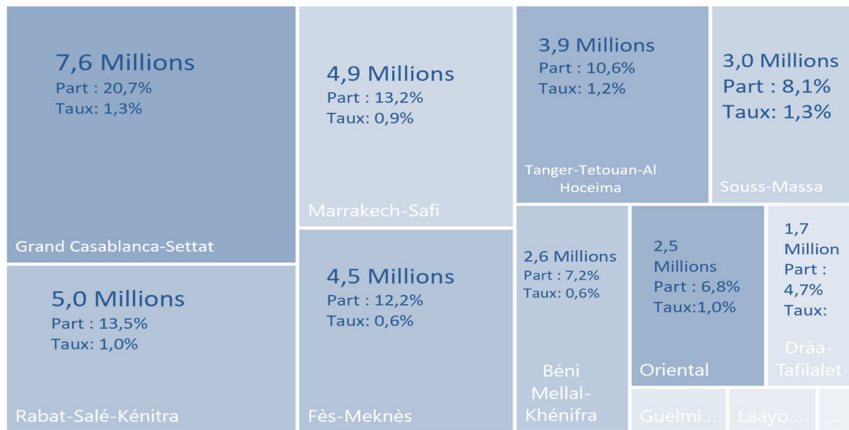 7,6 Millions
Part : 20,7%
Taux: 1,3%
Grand Casablanca-Settat
4,9 Millions
Part : 13,2%
Taux: 0,9%
Marrakech-Safi
3,9 Millions
Part : 10,6%
Taux: 1,2%
Tanger-Tetouan-Al
Hoceima
3,0 Millions
Part : 8,1%
Taux: 1,3%
Souss-Massa
5,0 Millions
Part : 13,5%
Taux: 1,0%
Rabat-Salé-Kénitra
4,5 Millions
Part : 12,2%
Taux: 0,6%
Fès-Meknès
2,6 Millions
Part : 7,2%
Taux: 0,6%
Béni
Mellal-
Khénifra
2,5
Millions
Part : 6,8%
Taux:1,0%
Oriental
1,7
Million
Part :
4,7%
Taux:
Drâa-
Tafilalet
Guelmi...
Laayo...
...